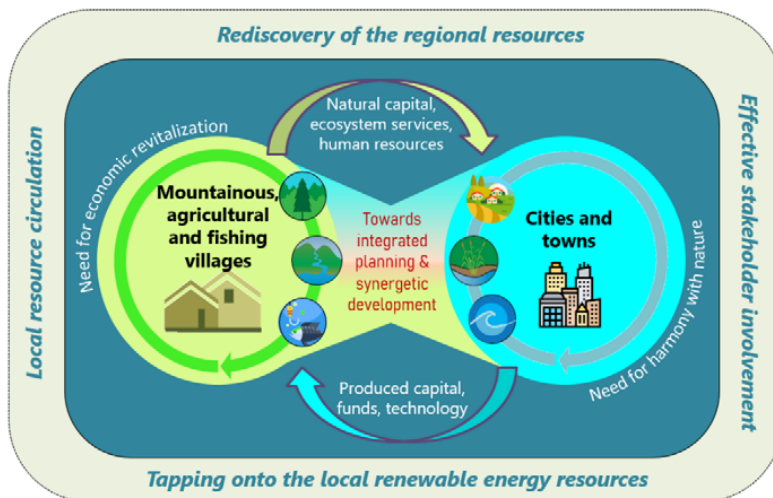 Rediscovery of the regional resources
Local resource circulation
Effective stakeholder involvement
Natural capital,
ecosystem services,
human resources
Need for economic revitalization
Mountainous,
agricultural
and fishing
villages
Towards
integrated
planning &
synergetic
development
Cities and
towns
Need for harmony with nature
Produced capital,
funds, technology
Tapping onto the local renewable energy resources